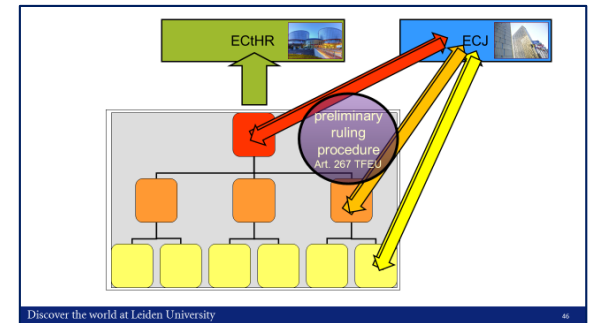 ECtHR
ECJ
preliminary
ruling
procedure
Art. 267 TFEU
Discover the world at Leiden University
46